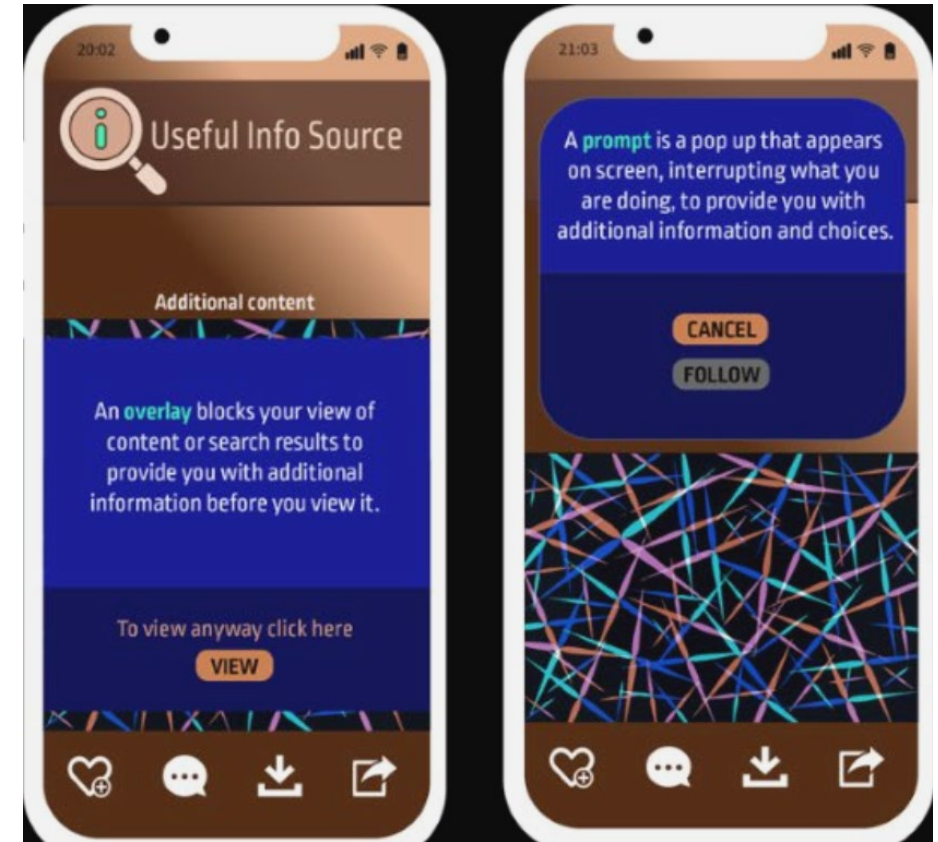 20:02
Useful Info Source
Additional content
An overlay blocks your view of
content or search results to
provide you with additional
information before you view it.
To view anyway click here
VIEW
21:03
A prompt is a pop up that appears
on screen, interrupting what you
are doing, to provide you with
additional information and choices.
CANCEL
FOLLOW